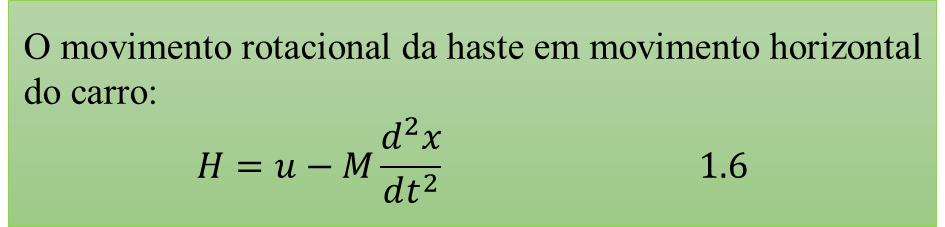 O movimento rotacional da haste em movimento horizontal
do carro:
H = u − M d²x/dt² 1.6